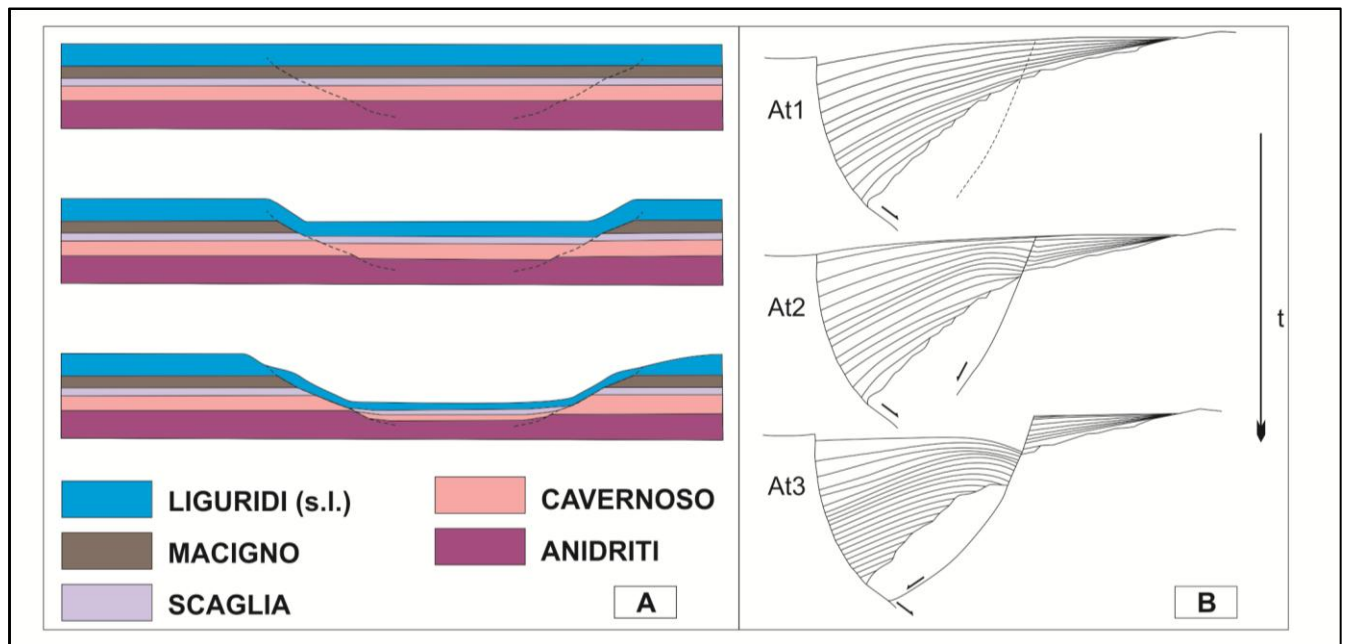 LIGURIDI (s.l.)
MACIGNO
SCAGLIA
CAVERNOSO
ANIDRITI
A
At1
At2
At3
t
B